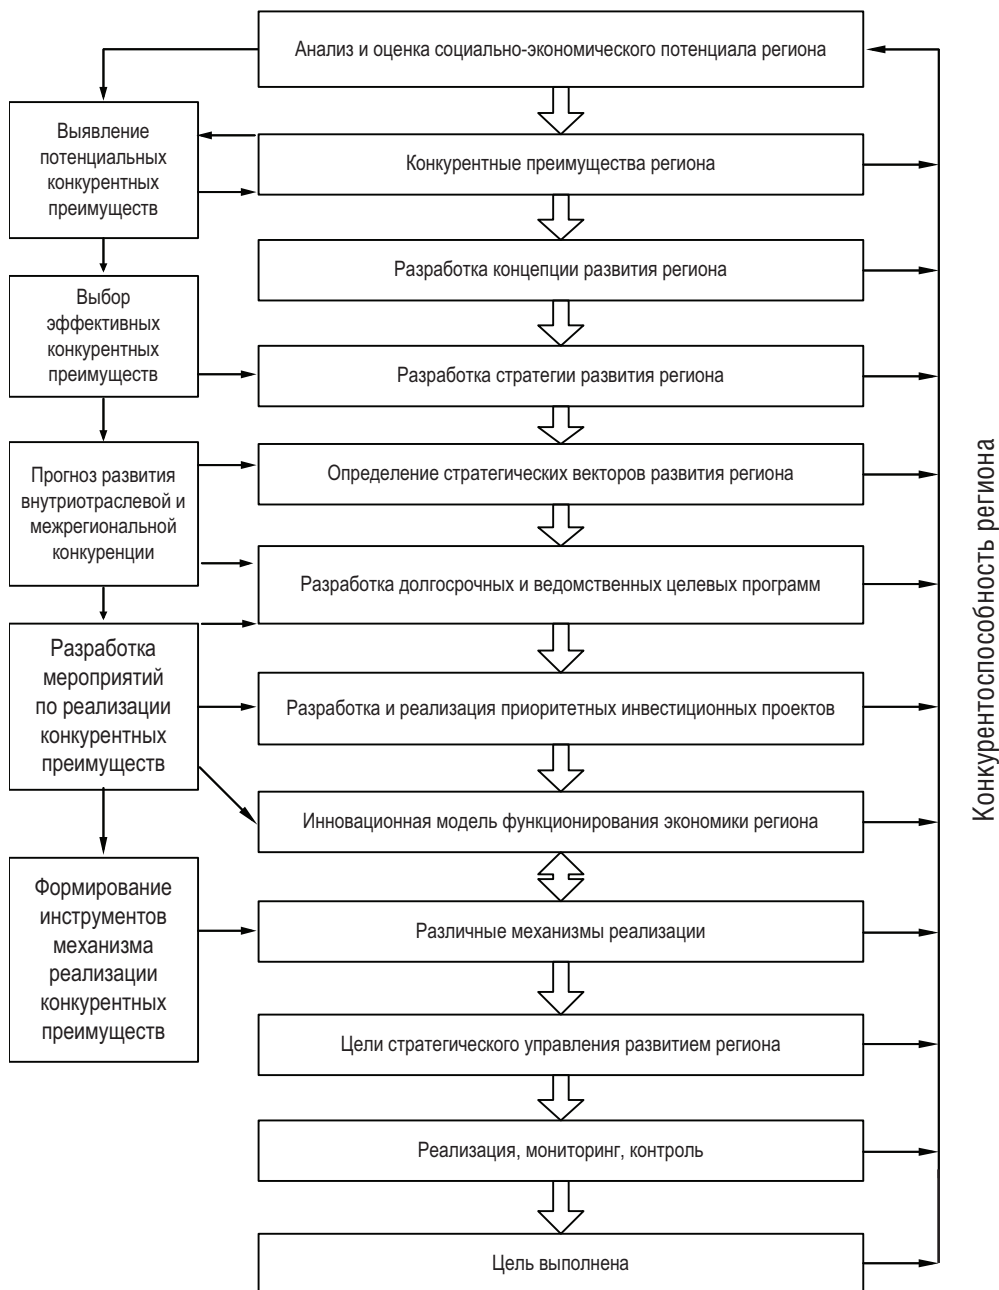 Анализ и оценка социально-экономического потенциала региона
Выявление
потенциальных
конкурентных
преимуществ
Конкурентные преимущества региона
Разработка концепции развития региона
Выбор
эффективных
конкурентных
преимуществ
Разработка стратегии развития региона
Прогноз развития
внутриотраслевой и
межрегиональной
конкуренции
Определение стратегических векторов развития региона
Разработка долгосрочных и ведомственных целевых программ
Разработка
мероприятий
по реализации
конкурентных
преимуществ
Разработка и реализация приоритетных инвестиционных проектов
Инновационная модель функционирования экономики региона
Формирование
инструментов
механизма
реализации
конкурентных
преимуществ
Различные механизмы реализации
Цели стратегического управления развитием региона
Реализация, мониторинг, контроль
Цель выполнена
Конкурентоспособность региона